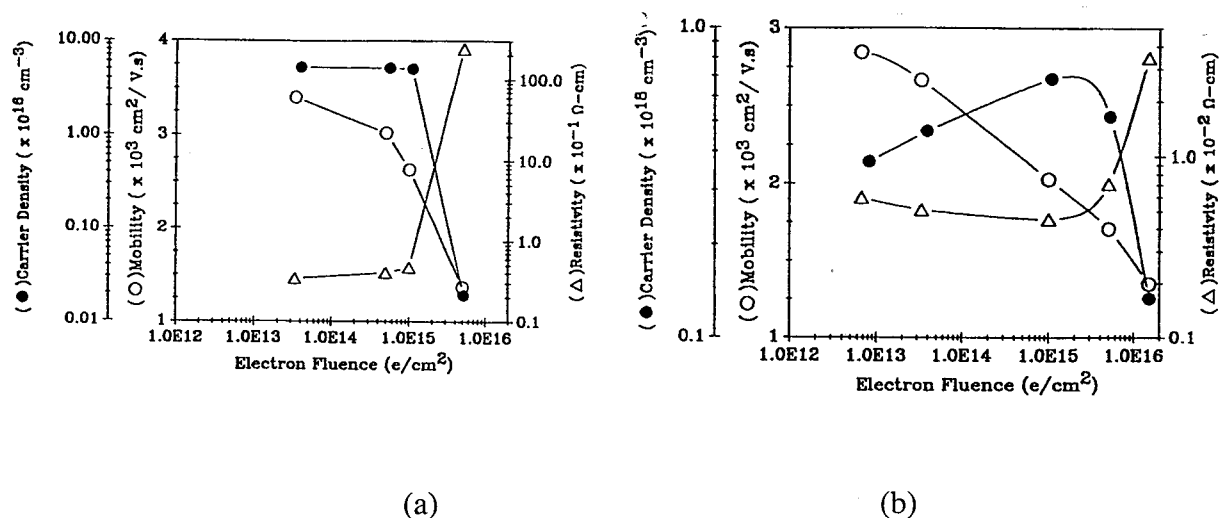 (a)
(●)Carrier Density ( x 10^16 cm^-3)
10.00
1.00
0.10
0.01
(O)Mobility ( x 10^3 cm^2/ V.s)
4
3
2
1
1.0E12 1.0E13 1.0E14 1.0E15 1.0E16
Electron Fluence (e/cm^2)
100.0
10.0
1.0
0.1
(△)Resistivity ( x 10^-1 Ω-cm)
(b)
(●)Carrier Density ( x 10^18 cm^-3)
1.0
0.1
(O)Mobility ( x 10^3 cm^2/ V.s)
3
2
1
1.0E12 1.0E13 1.0E14 1.0E15 1.0E16
Electron Fluence (e/cm^2)
1.0
0.1
(△)Resistivity ( x 10^-2 Ω-cm)
(a)
(b)